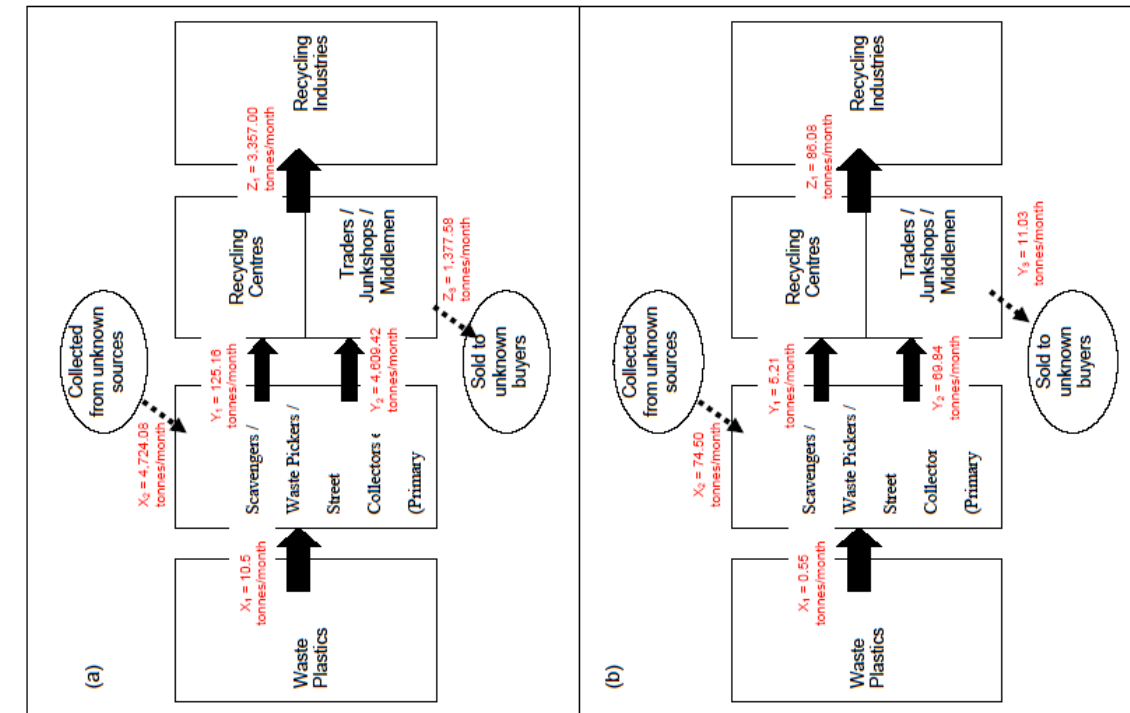 (a)
Collected
from unknown
sources
X₂ = 4,724.08
tonnes/month
Waste
Plastics
X₁ = 10.5
tonnes/month
Scavengers /
Waste Pickers /
Street
Collectors
(Primary
Y₁ = 125.16
tonnes/month
Y₂ = 4,609.42
tonnes/month
Recycling
Centres
Traders /
Junkshops /
Middlemen
Z₁ = 3,357.00
tonnes/month
Recycling
Industries
Z₃ = 1,377.58
tonnes/month
Sold to
unknown
buyers
(b)
Collected
from unknown
sources
X₂ = 74.50
tonnes/month
Waste
Plastics
X₁ = 0.55
tonnes/month
Scavengers /
Waste Pickers /
Street
Collector
(Primary
Y₁ = 5.21
tonnes/month
Y₂ = 69.84
tonnes/month
Recycling
Centres
Traders /
Junkshops /
Middlemen
Z₁ = 86.08
tonnes/month
Recycling
Industries
Y₃ = 11.03
tonnes/month
Sold to
unknown
buyers